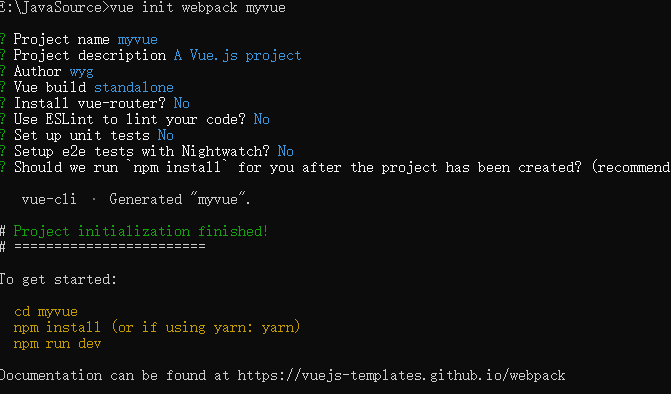 E:\JavaSource>vue init webpack myvue
? Project name myvue
? Project description A Vue.js project
? Author wyg
? Vue build standalone
? Install vue-router? No
? Use ESLint to lint your code? No
? Set up unit tests No
? Setup e2e tests with Nightwatch? No
? Should we run `npm install` for you after the project has been created? (recommend
vue-cli · Generated "myvue".
# Project initialization finished!
# ========================
To get started:
cd myvue
npm install (or if using yarn: yarn)
npm run dev
Documentation can be found at https://vuejs-templates.github.io/webpack